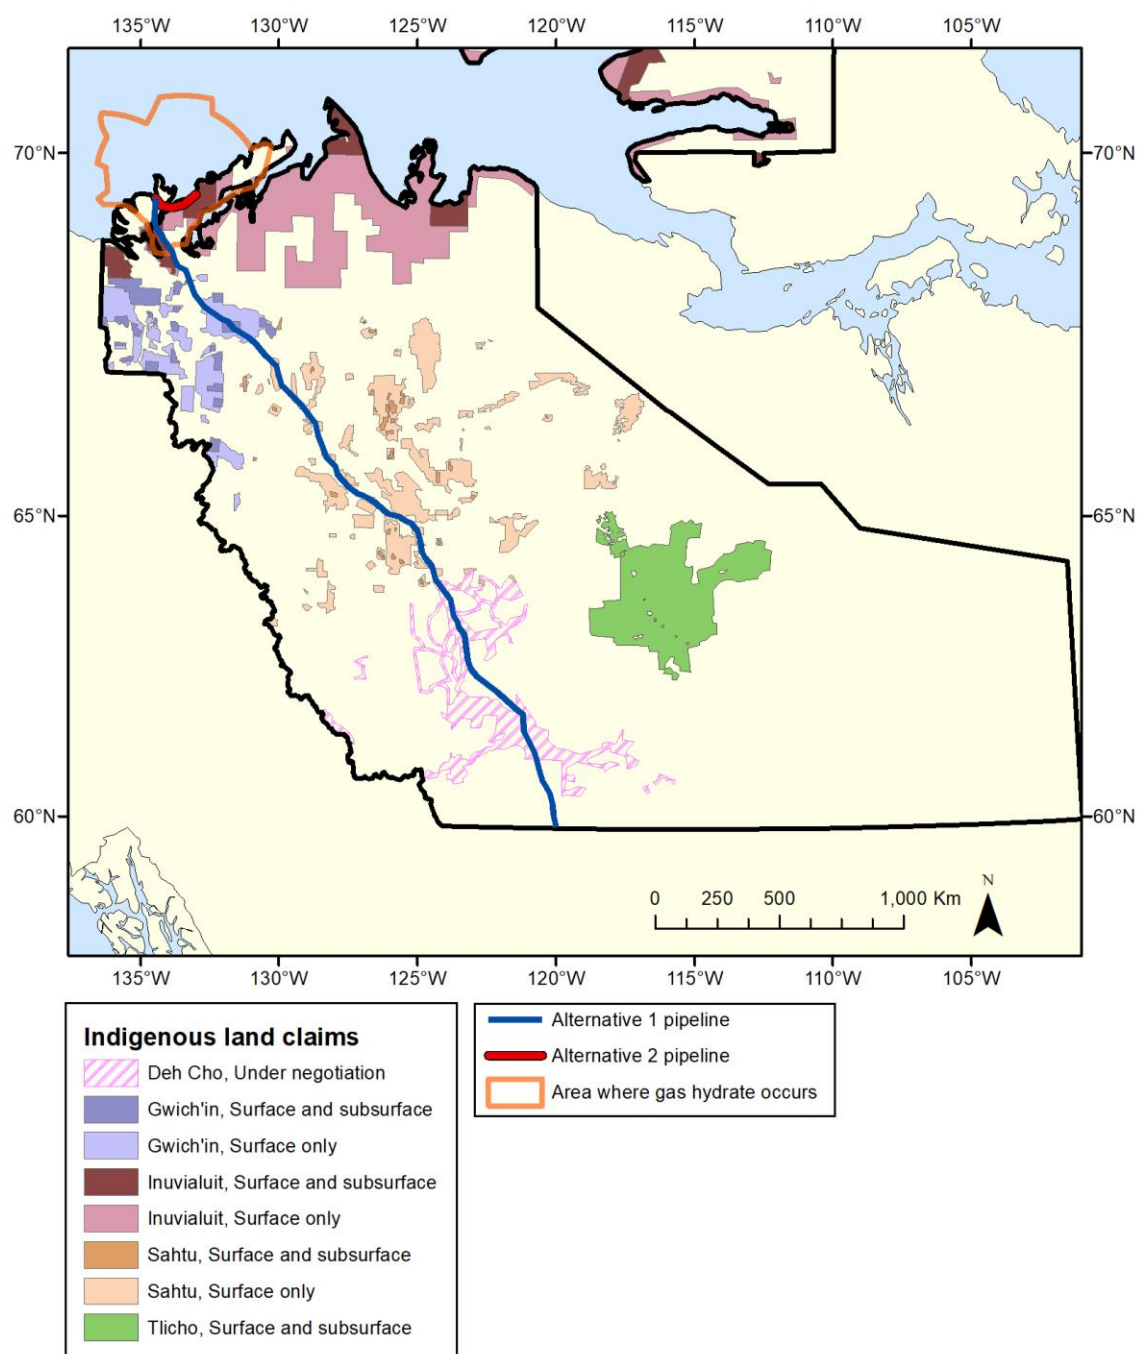 135°W 130°W 125°W 120°W 115°W 110°W 105°W
70°N 70°N
65°N 65°N
60°N 60°N
N
0 250 500 1,000 Km
135°W 130°W 125°W 120°W 115°W 110°W 105°W
Indigenous land claims
Deh Cho, Under negotiation
Gwich'in, Surface and subsurface
Gwich'in, Surface only
Inuvialuit, Surface and subsurface
Inuvialuit, Surface only
Sahtu, Surface and subsurface
Sahtu, Surface only
Tlicho, Surface and subsurface
Alternative 1 pipeline
Alternative 2 pipeline
Area where gas hydrate occurs